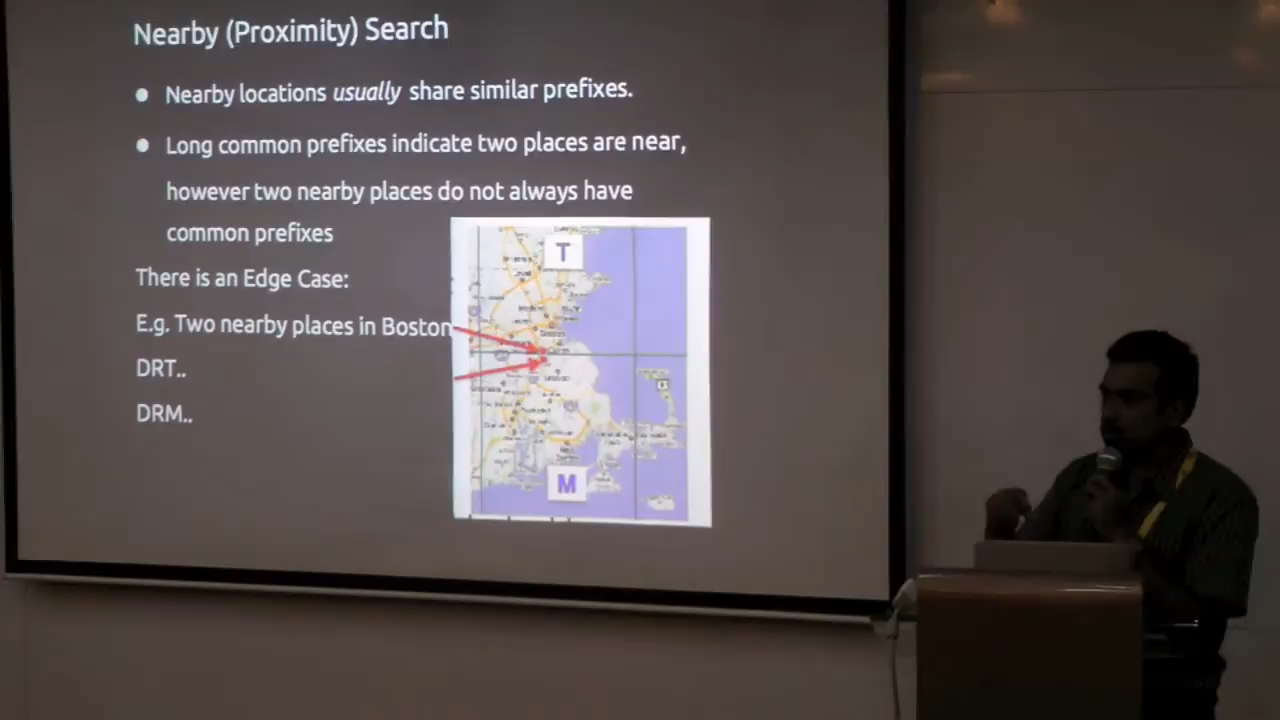 Nearby (Proximity) Search
● Nearby locations usually share similar prefixes.
● Long common prefixes indicate two places are near,
however two nearby places do not always have
common prefixes
There is an Edge Case:
E.g. Two nearby places in Boston
DRT..
DRM..
T
M